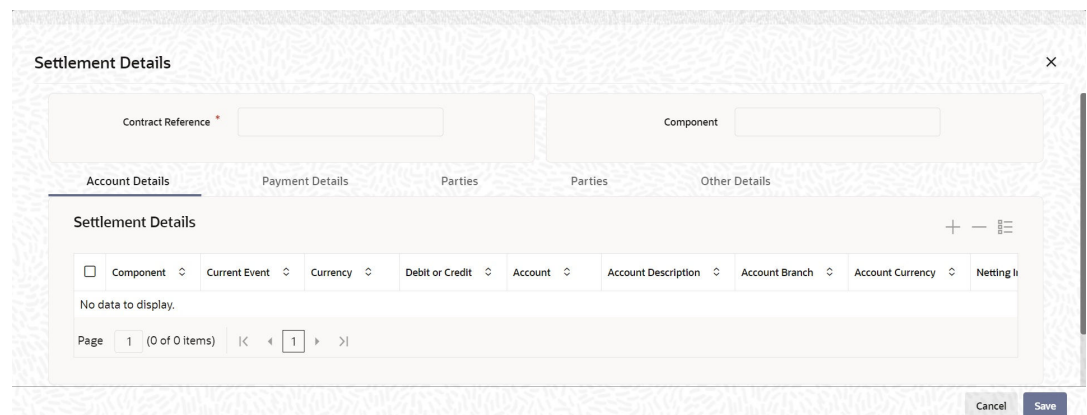 Settlement Details
Contract Reference *
Component
Account Details Payment Details Parties Parties Other Details
Settlement Details
Component Current Event Currency Debit or Credit Account Account Description Account Branch Account Currency Netting
No data to display.
Page 1 (0 of 0 items) 1
Cancel Save